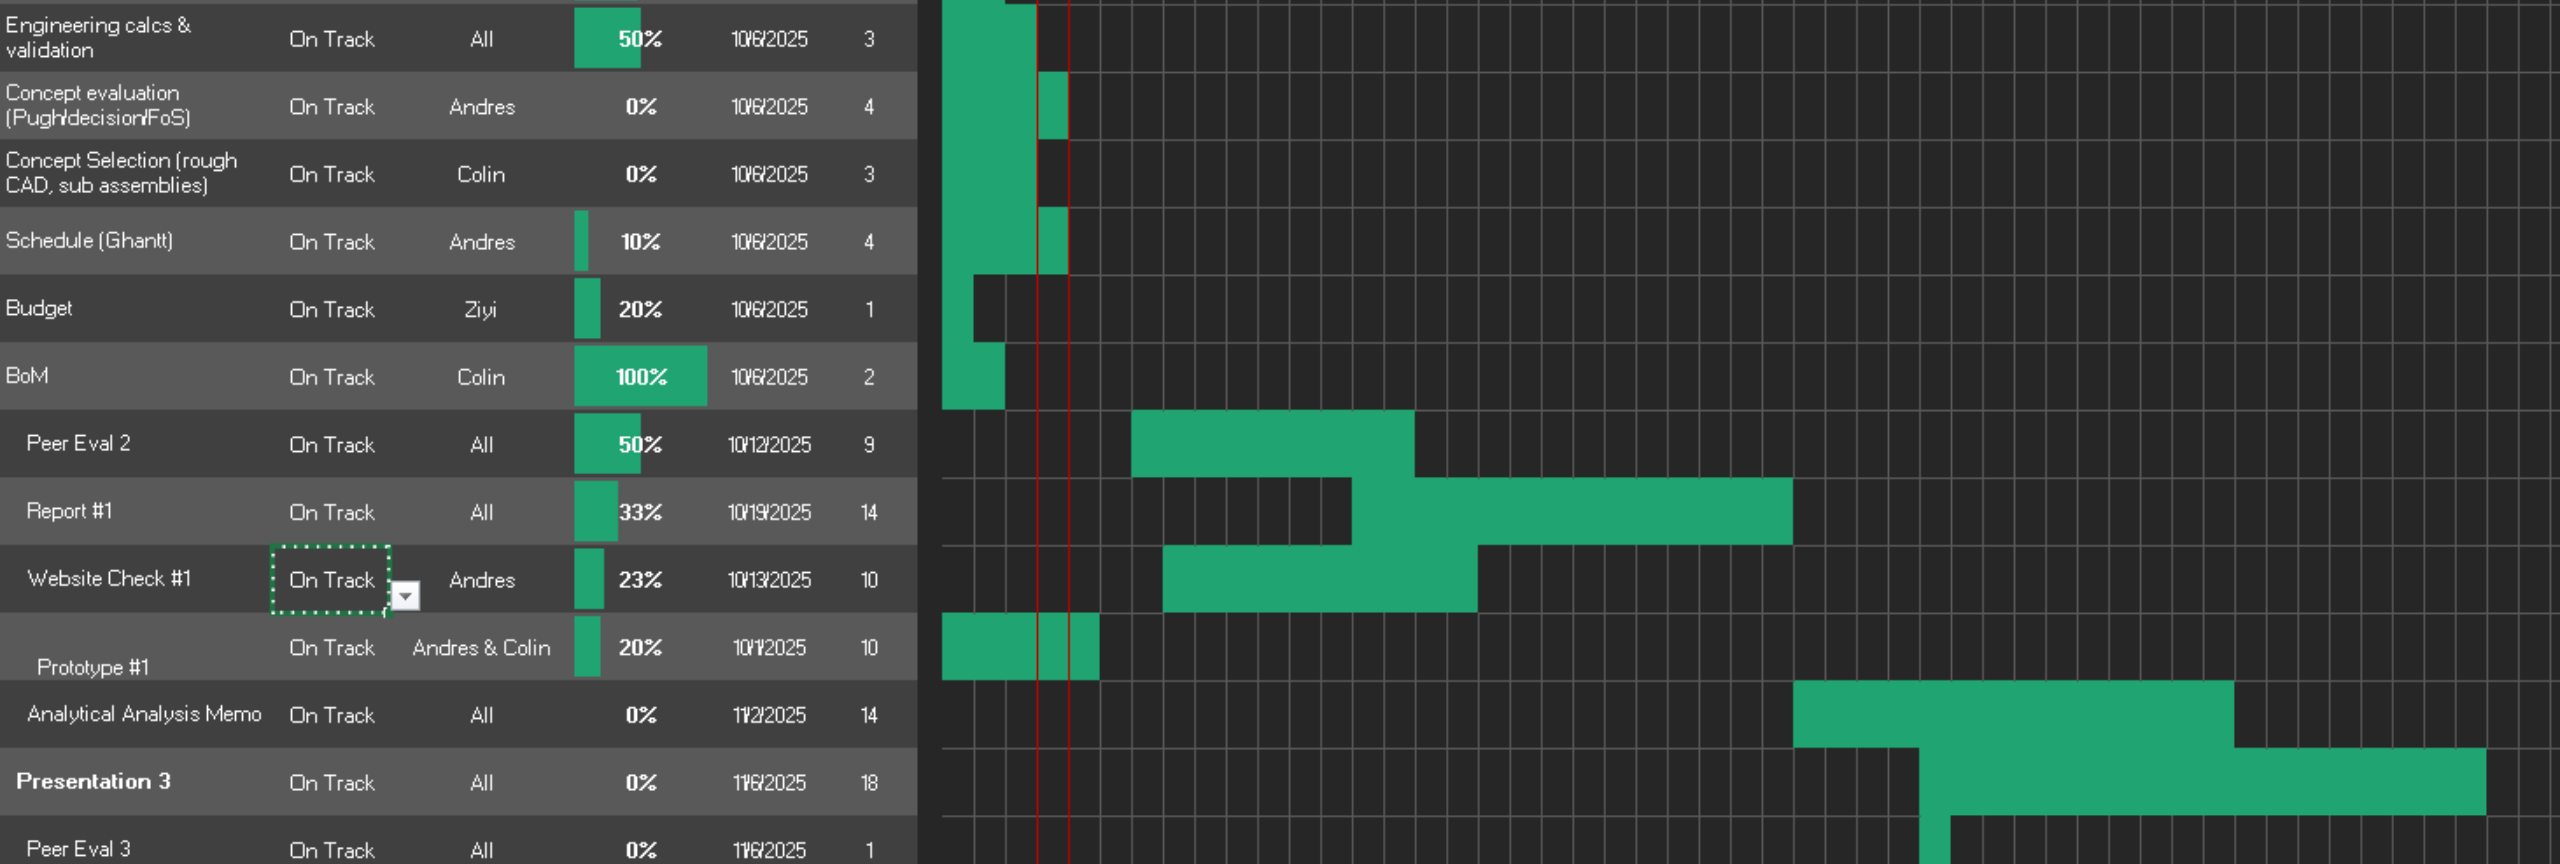 Engineering calcs &
validation
On Track All 50% 10/6/2025 3
Concept evaluation
(Pugh/decision/FoS)
On Track Andres 0% 10/6/2025 4
Concept Selection (rough
CAD, sub assemblies)
On Track Colin 0% 10/6/2025 3
Schedule (Ghantt) On Track Andres 10% 10/6/2025 4
Budget On Track Ziyi 20% 10/6/2025 1
BoM On Track Colin 100% 10/6/2025 2
Peer Eval 2 On Track All 50% 10/12/2025 9
Report #1 On Track All 33% 10/19/2025 14
Website Check #1 On Track Andres 23% 10/13/2025 10
Prototype #1 On Track Andres & Colin 20% 10/1/2025 10
Analytical Analysis Memo On Track All 0% 11/2/2025 14
Presentation 3 On Track All 0% 11/6/2025 18
Peer Eval 3 On Track All 0% 11/6/2025 1